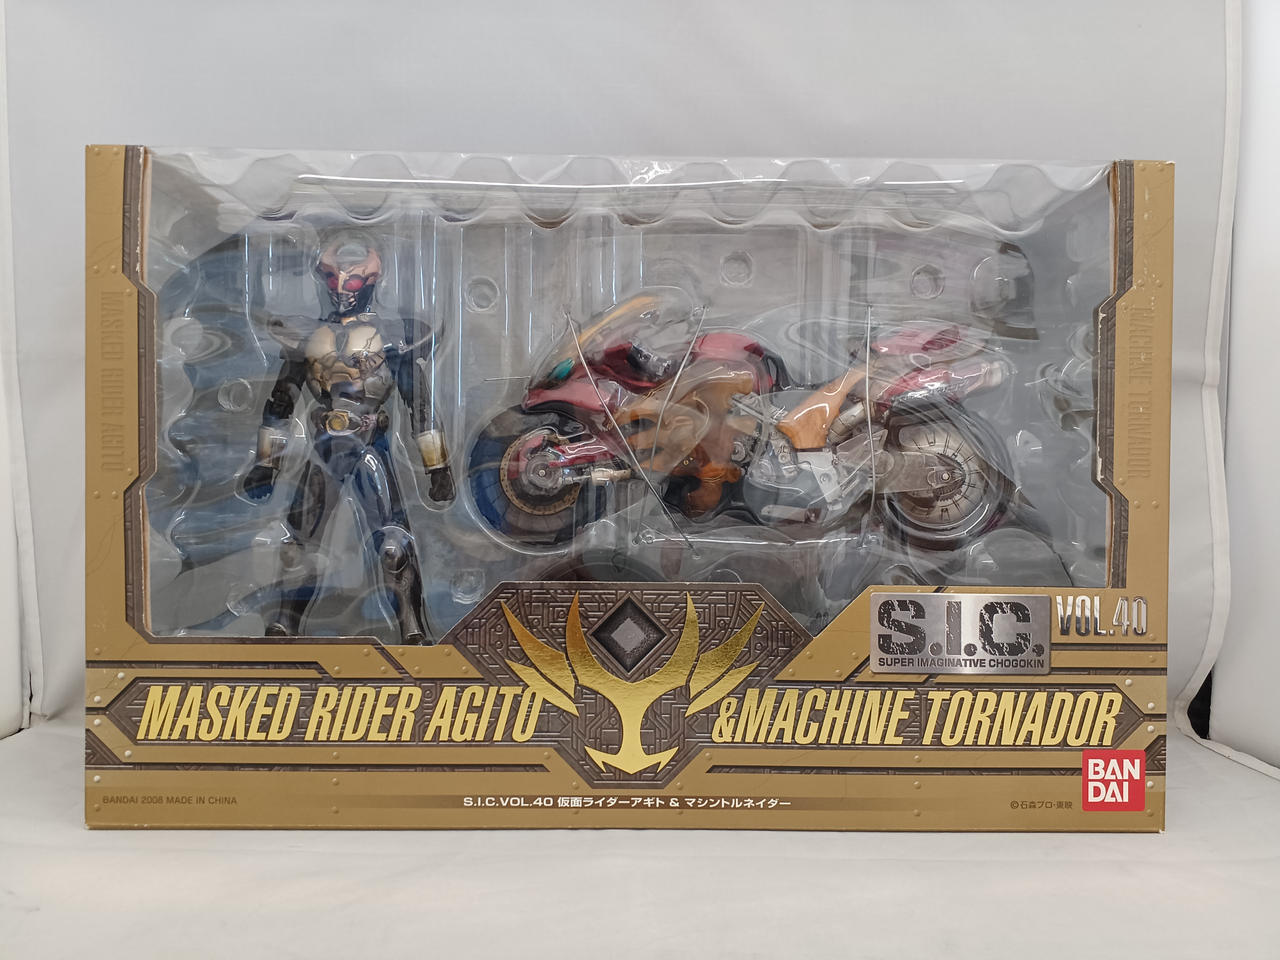 MASKED RIDER AGITO
MACHINE TORNADOR
S.I.C. VOL.40
SUPER IMAGINATIVE CHOGOKIN
MASKED RIDER AGITO &MACHINE TORNADOR
BAN
DAI
BANDAI 2008 MADE IN CHINA
S.I.C.VOL.40 仮面ライダーアギト & マシントルネイダー
©石森プロ・東映